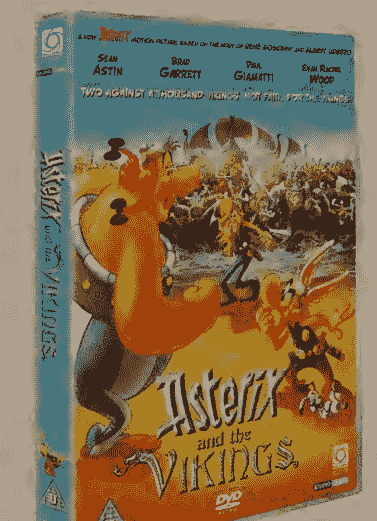 A NEW Asterix MOTION PICTURE BASED ON THE WORK OF RENÉ GOSCINNY AND ALBERT UDERZO
SEAN ASTIN
BRAD GARRETT
PAUL GIAMATTI
EVAN RACHEL WOOD
TWO AGAINST A THOUSAND VIKINGS! NOT FAIR... FOR THE VIKINGS!
Asterix
and the
VIKINGS
DVD
Asterix and the VIKINGS
U